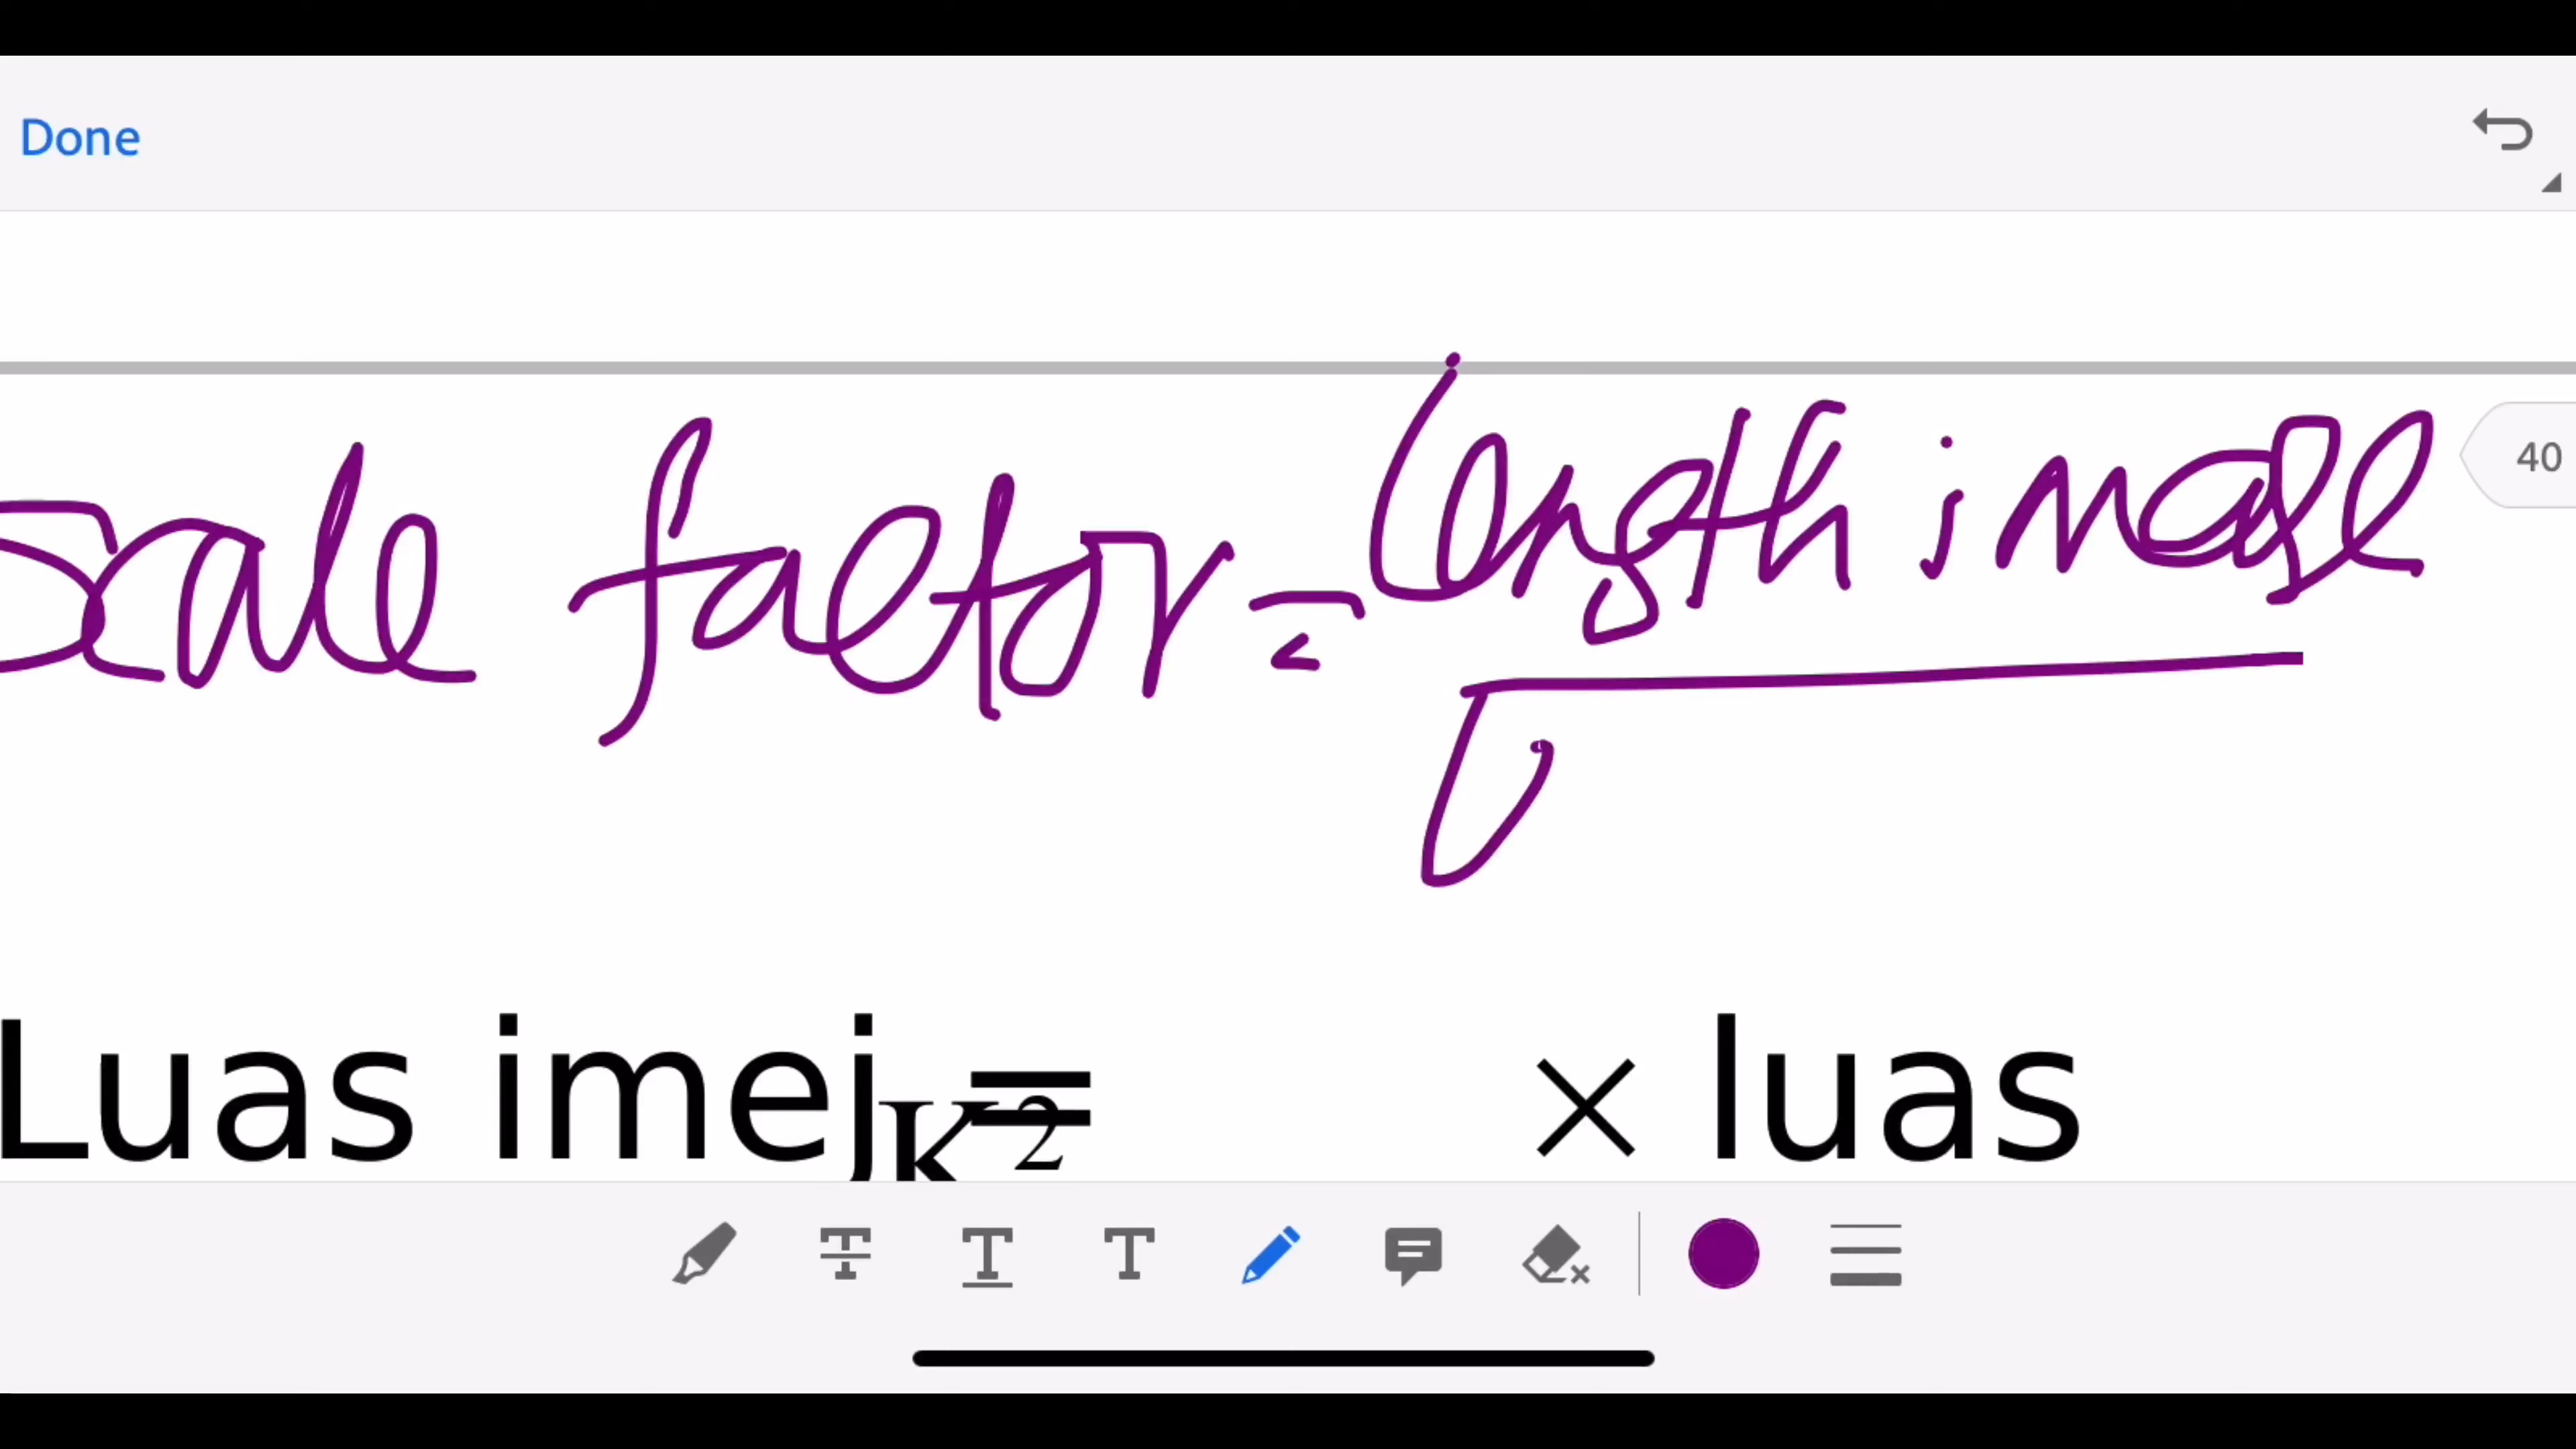 Done
40
Scale factor = length image
l
Luas imej = K² × luas